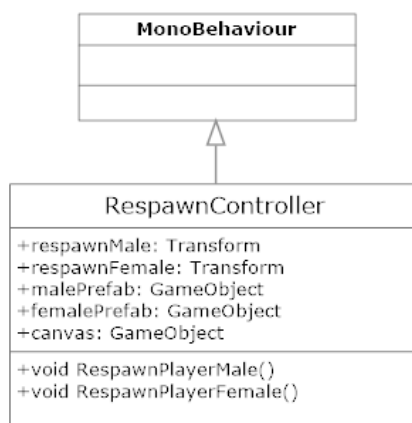 MonoBehaviour
RespawnController
+respawnMale: Transform
+respawnFemale: Transform
+malePrefab: GameObject
+femalePrefab: GameObject
+canvas: GameObject
+void RespawnPlayerMale()
+void RespawnPlayerFemale()